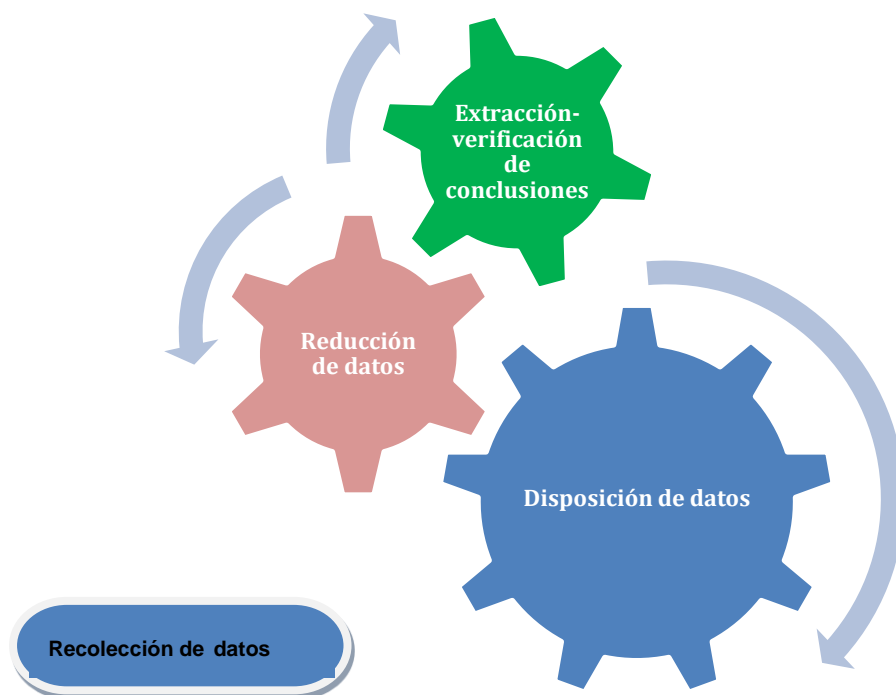 Extracción-
verificación
de
conclusiones
Reducción
de datos
Disposición de datos
Recolección de datos